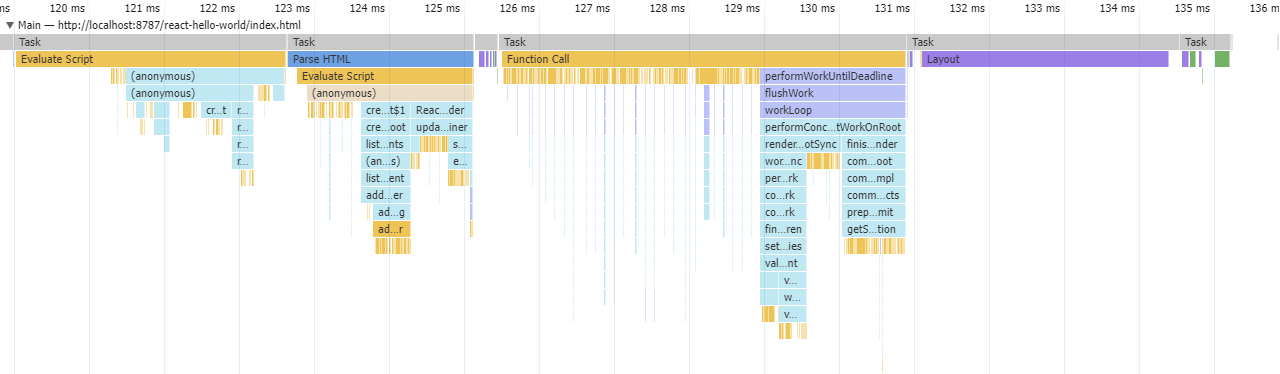 ms 120 ms 121 ms 122 ms 123 ms 124 ms 125 ms 126 ms 127 ms 128 ms 129 ms 130 ms 131 ms 132 ms 133 ms 134 ms 135 ms 136 m
▼ Main — http://localhost:8787/react-hello-world/index.html
Task Task Task Task Task
Evaluate Script Parse HTML Function Call Layout
(anonymous) Evaluate Script performWorkUntilDeadline
(anonymous) (anonymous) flushWork
cr...t r... cre...t$1 Reac...der workLoop
r... cre...oot upda...iner performConc...tWorkOnRoot
r... list...nts s... render...otSync finis...nder
r... (an...s) e... wor...nc com...oot
list...ent per...rk com...mpl
add...er co...rk comm...cts
ad...g co...rk prep...mit
ad...r fin...ren getS...tion
set...ies
val...nt
v...
w...
v...